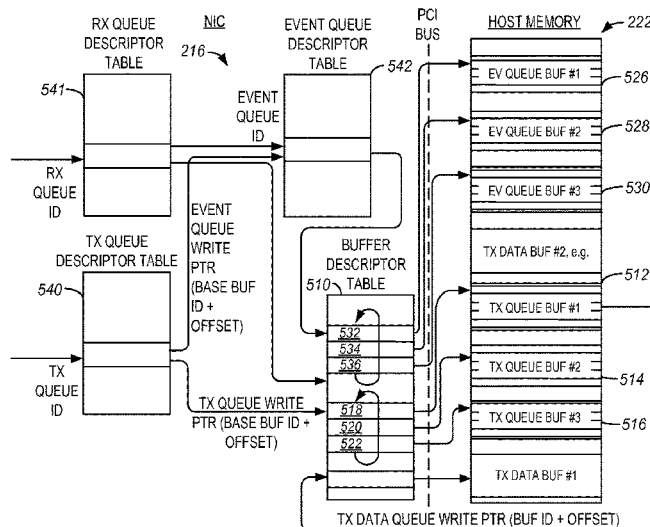 RX QUEUE
DESCRIPTOR
TABLE
541
NIC
216
EVENT QUEUE
DESCRIPTOR
TABLE
542
PCI
BUS
HOST MEMORY
222
EVENT
QUEUE
ID
RX
QUEUE
ID
EV QUEUE BUF #1
526
EV QUEUE BUF #2
528
EV QUEUE BUF #3
530
TX DATA BUF #2, e.g.
512
TX QUEUE BUF #1
TX QUEUE BUF #2
514
TX QUEUE BUF #3
516
TX DATA BUF #1
TX QUEUE
DESCRIPTOR TABLE
540
EVENT
QUEUE
WRITE
PTR
(BASE BUF
ID +
OFFSET)
BUFFER
DESCRIPTOR
TABLE
510
532
534
536
518
520
522
TX
QUEUE
ID
TX QUEUE WRITE
PTR (BASE BUF ID +
OFFSET)
TX DATA QUEUE WRITE PTR (BUF ID + OFFSET)